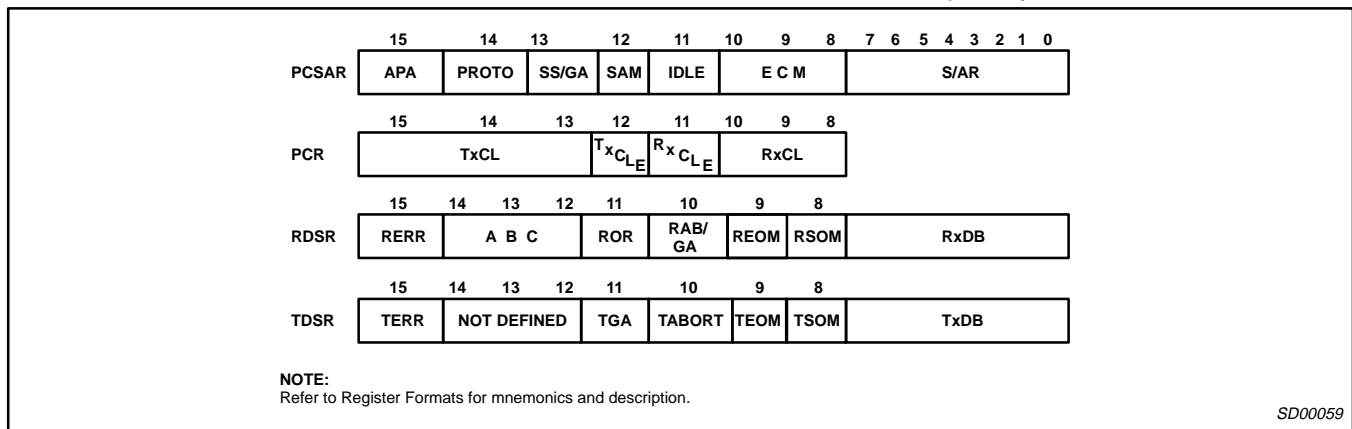 15 14 13 12 11 10 9 8 7 6 5 4 3 2 1 0
PCSAR APA PROTO SS/GA SAM IDLE E C M S/AR
15 14 13 12 11 10 9 8
PCR TxCL TxCLE RxCLE RxCL
15 14 13 12 11 10 9 8
RDSR RERR A B C ROR RAB/GA REOM RSOM RxDB
15 14 13 12 11 10 9 8
TDSR TERR NOT DEFINED TGA TABORT TEOM TSOM TxDB
NOTE:
Refer to Register Formats for mnemonics and description.
SD00059